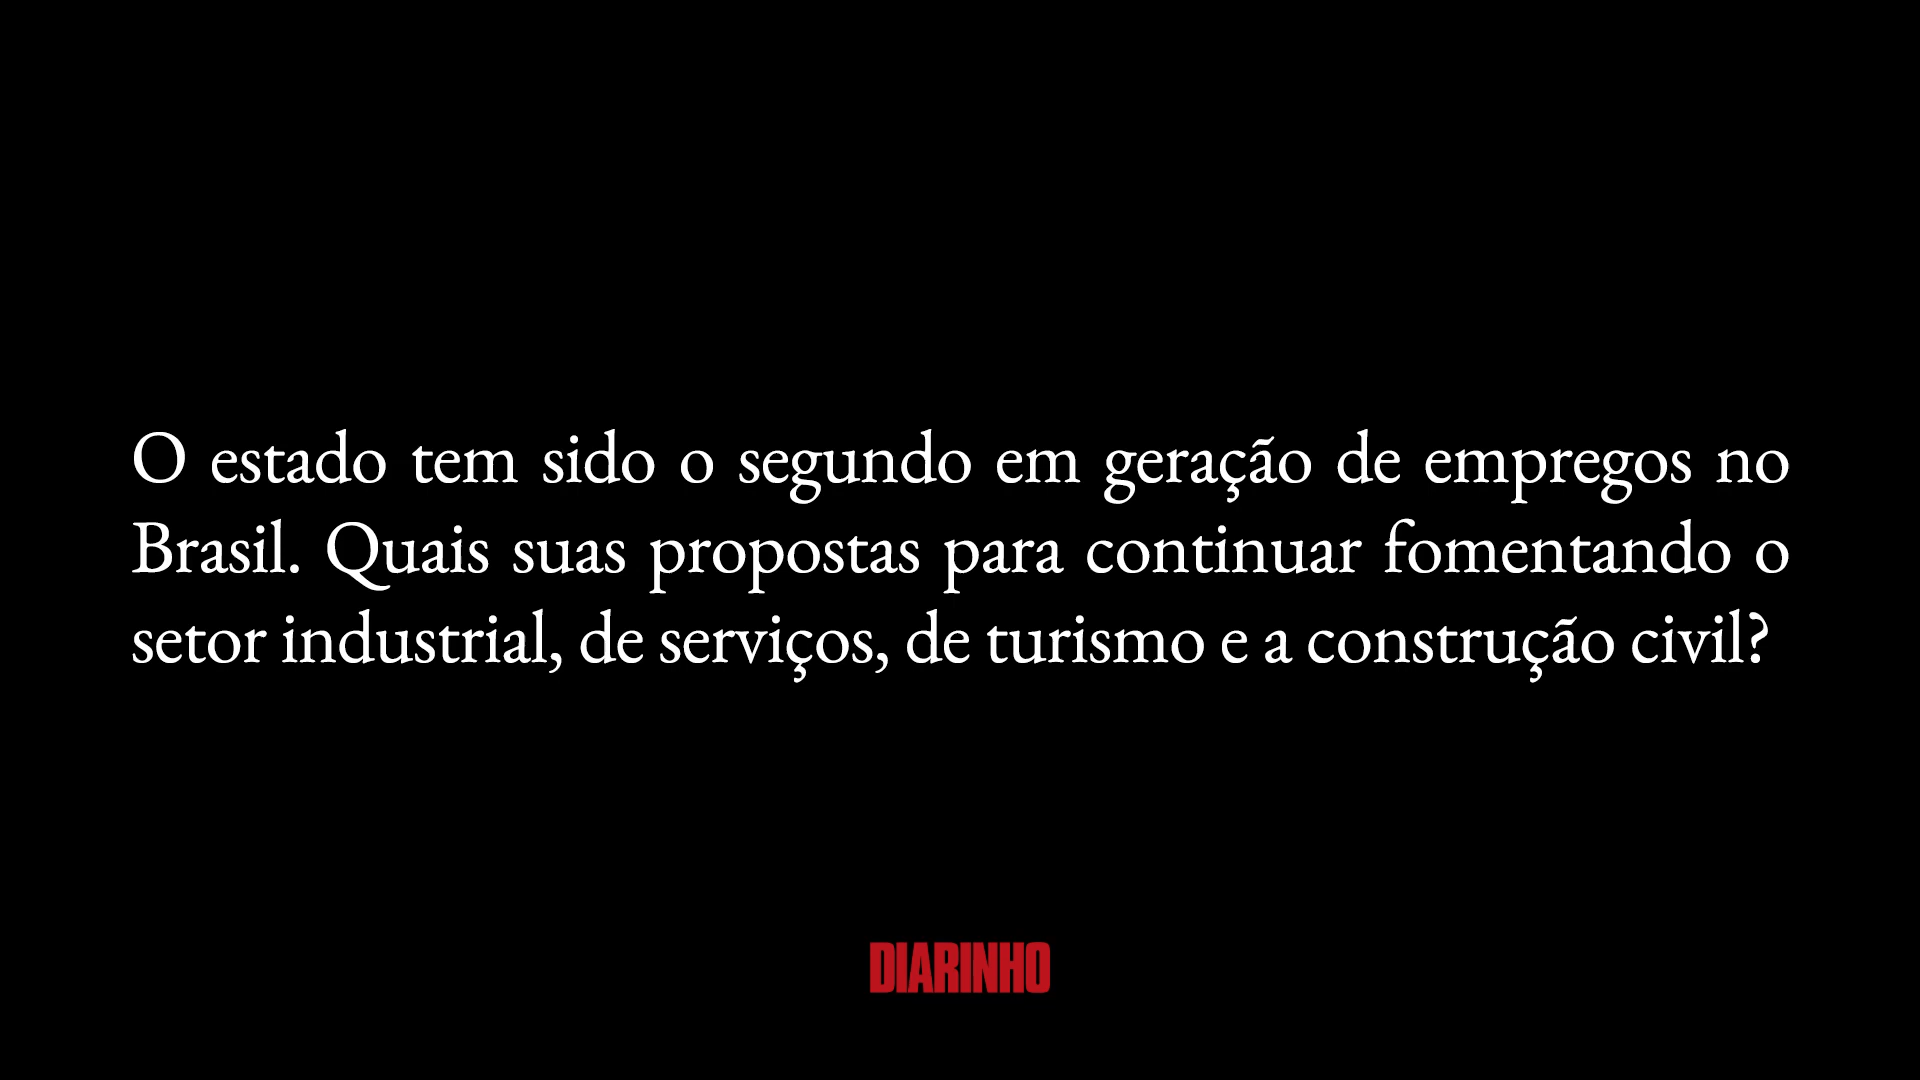 O estado tem sido o segundo em geração de empregos no
Brasil. Quais suas propostas para continuar fomentando o
setor industrial, de serviços, de turismo e a construção civil?
DIARINHO